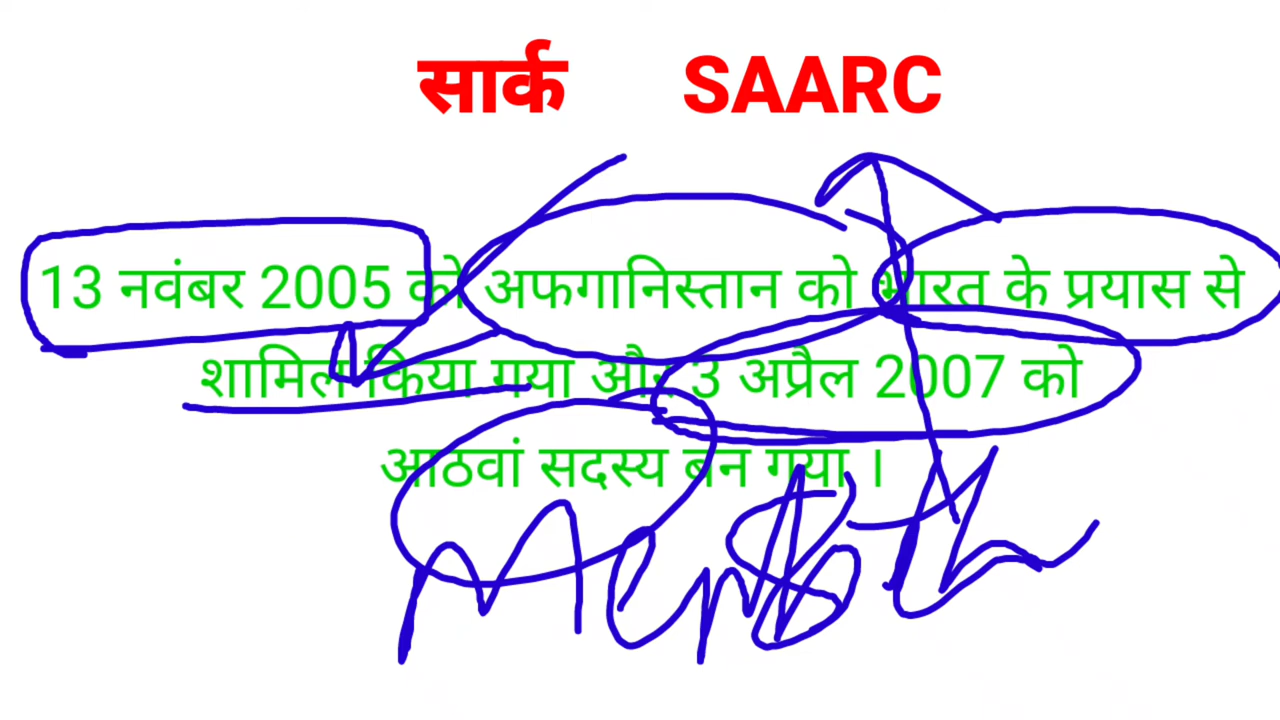 सार्क SAARC
13 नवंबर 2005 को अफगानिस्तान को भारत के प्रयास से
शामिल किया गया और 3 अप्रैल 2007 को
आठवां सदस्य बन गया ।